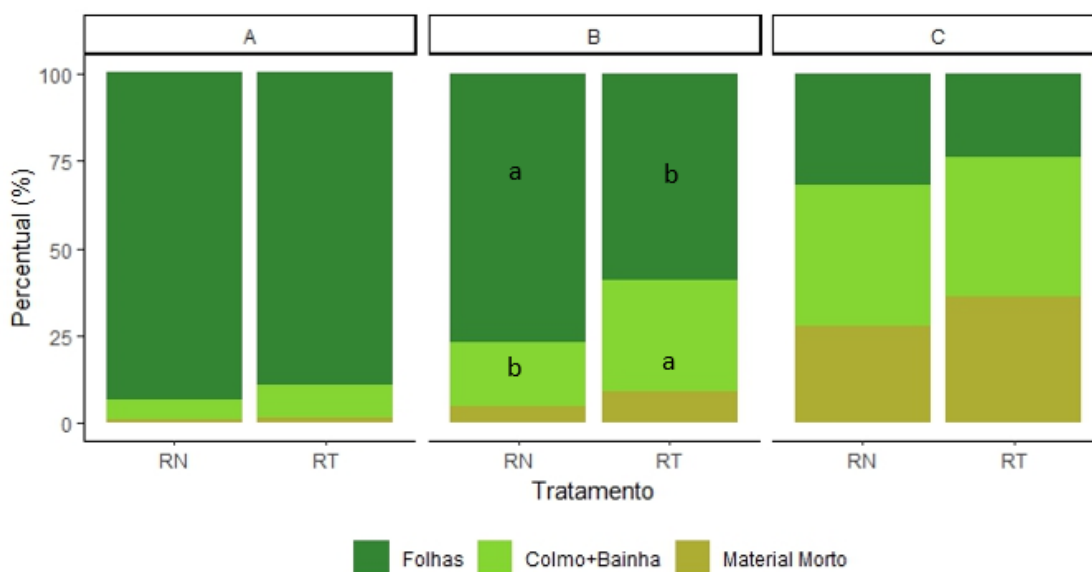 A B C
Percentual (%)
100
75
50
25
0
a b
b a
RN RT RN RT RN RT
Tratamento
Folhas Colmo+Bainha Material Morto